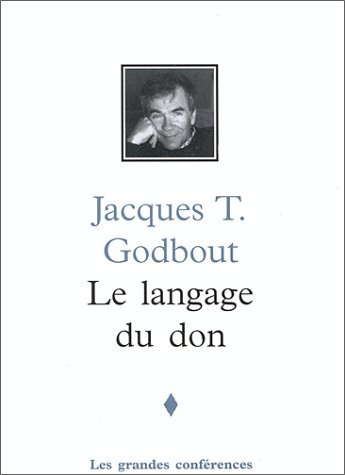 Jacques T.
Godbout
Le langage
du don
Les grandes conférences